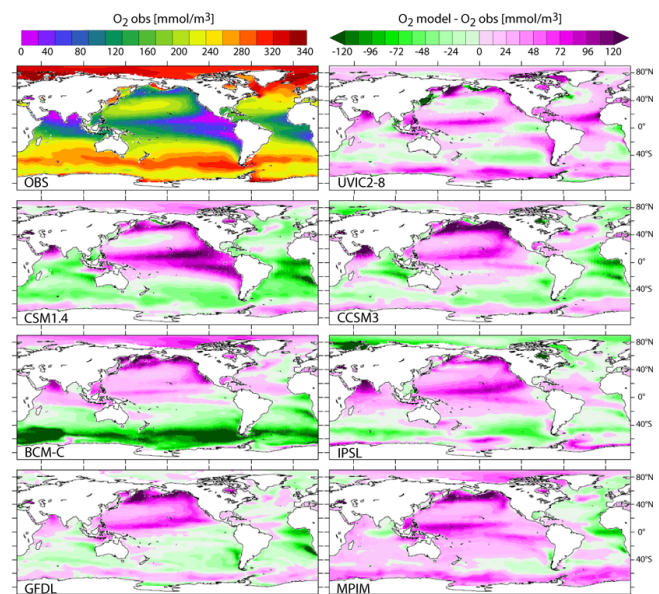 O₂ obs [mmol/m³]
O₂ model - O₂ obs [mmol/m³]
0 40 80 120 160 200 240 280 320 340
-120 -96 -72 -48 -24 0 24 48 72 96 120
80°N
40°N
0°
40°S
OBS
UVIC2-8
80°N
40°N
0°
40°S
CSM1.4
CCSM3
80°N
40°N
0°
40°S
BCM-C
IPSL
80°N
40°N
0°
40°S
GFDL
MPIM